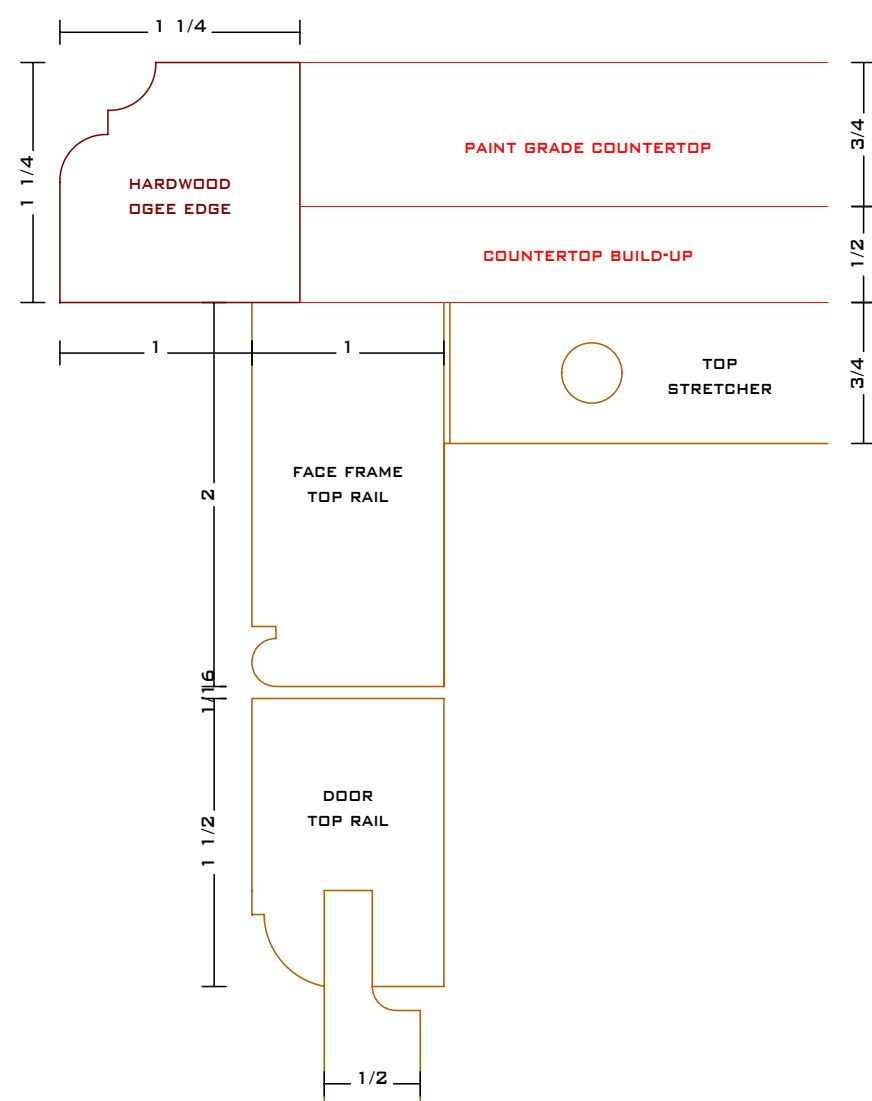 1 1/4
1 1/4
3/4
PAINT GRADE COUNTERTOP
HARDWOOD
OGEE EDGE
1/2
COUNTERTOP BUILD-UP
1
1
3/4
TOP
STRETCHER
FACE FRAME
TOP RAIL
2
1/16
DOOR
TOP RAIL
1 1/2
1/2